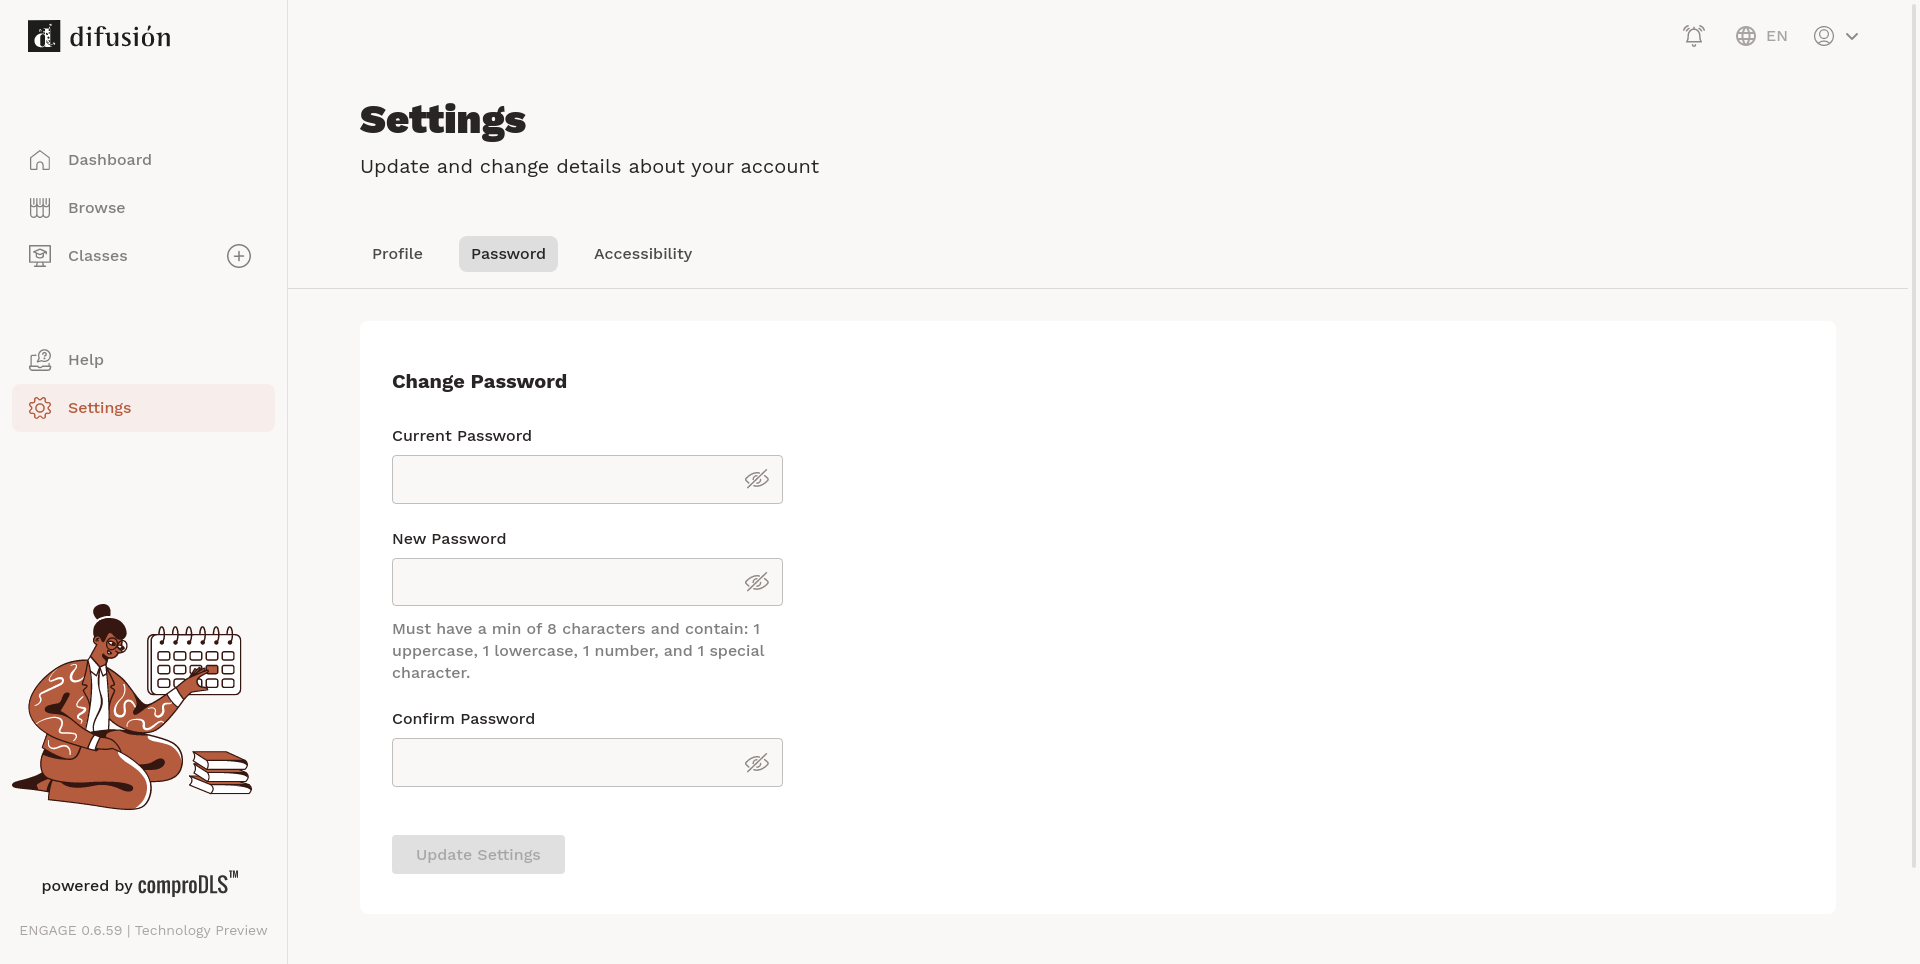 difusión
EN
Dashboard
Browse
Classes
Help
Settings
powered by comproDLS™
ENGAGE 0.6.59 | Technology Preview
Settings
Update and change details about your account
Profile
Password
Accessibility
Change Password
Current Password
New Password
Must have a min of 8 characters and contain: 1
uppercase, 1 lowercase, 1 number, and 1 special
character.
Confirm Password
Update Settings